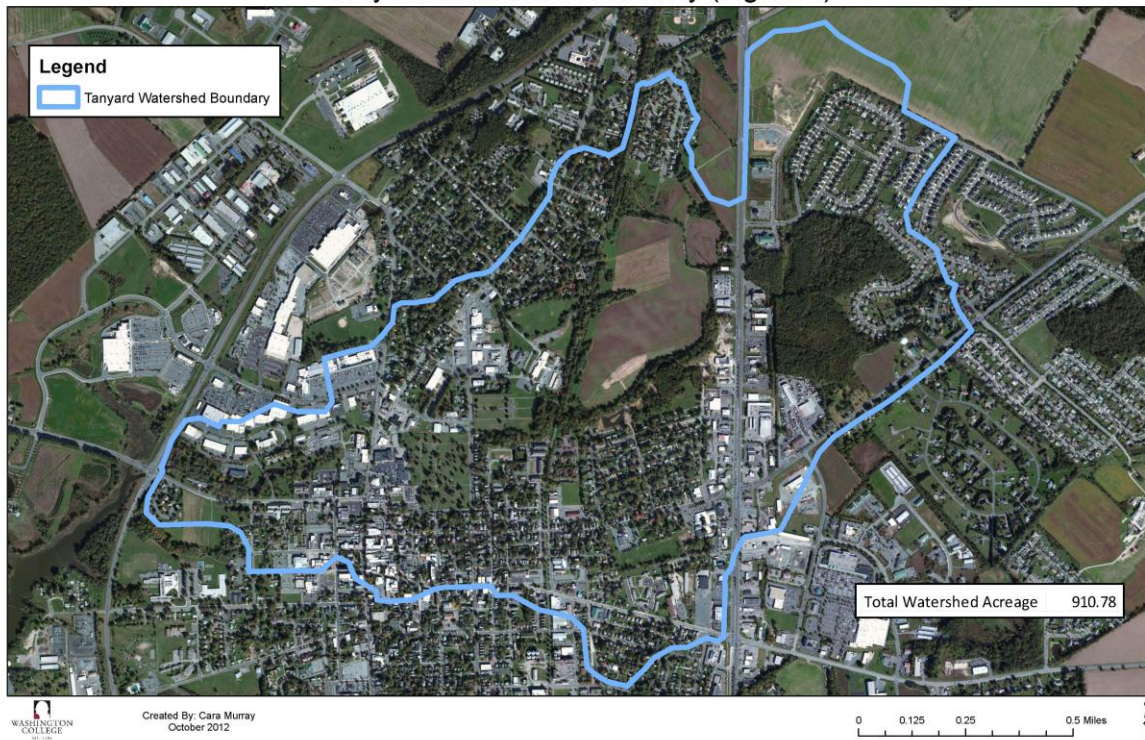 Legend
Tanyard Watershed Boundary
Total Watershed Acreage 910.78
WASHINGTON
COLLEGE
Created By: Cara Murray
October 2012
0 0.125 0.25 0.5 Miles